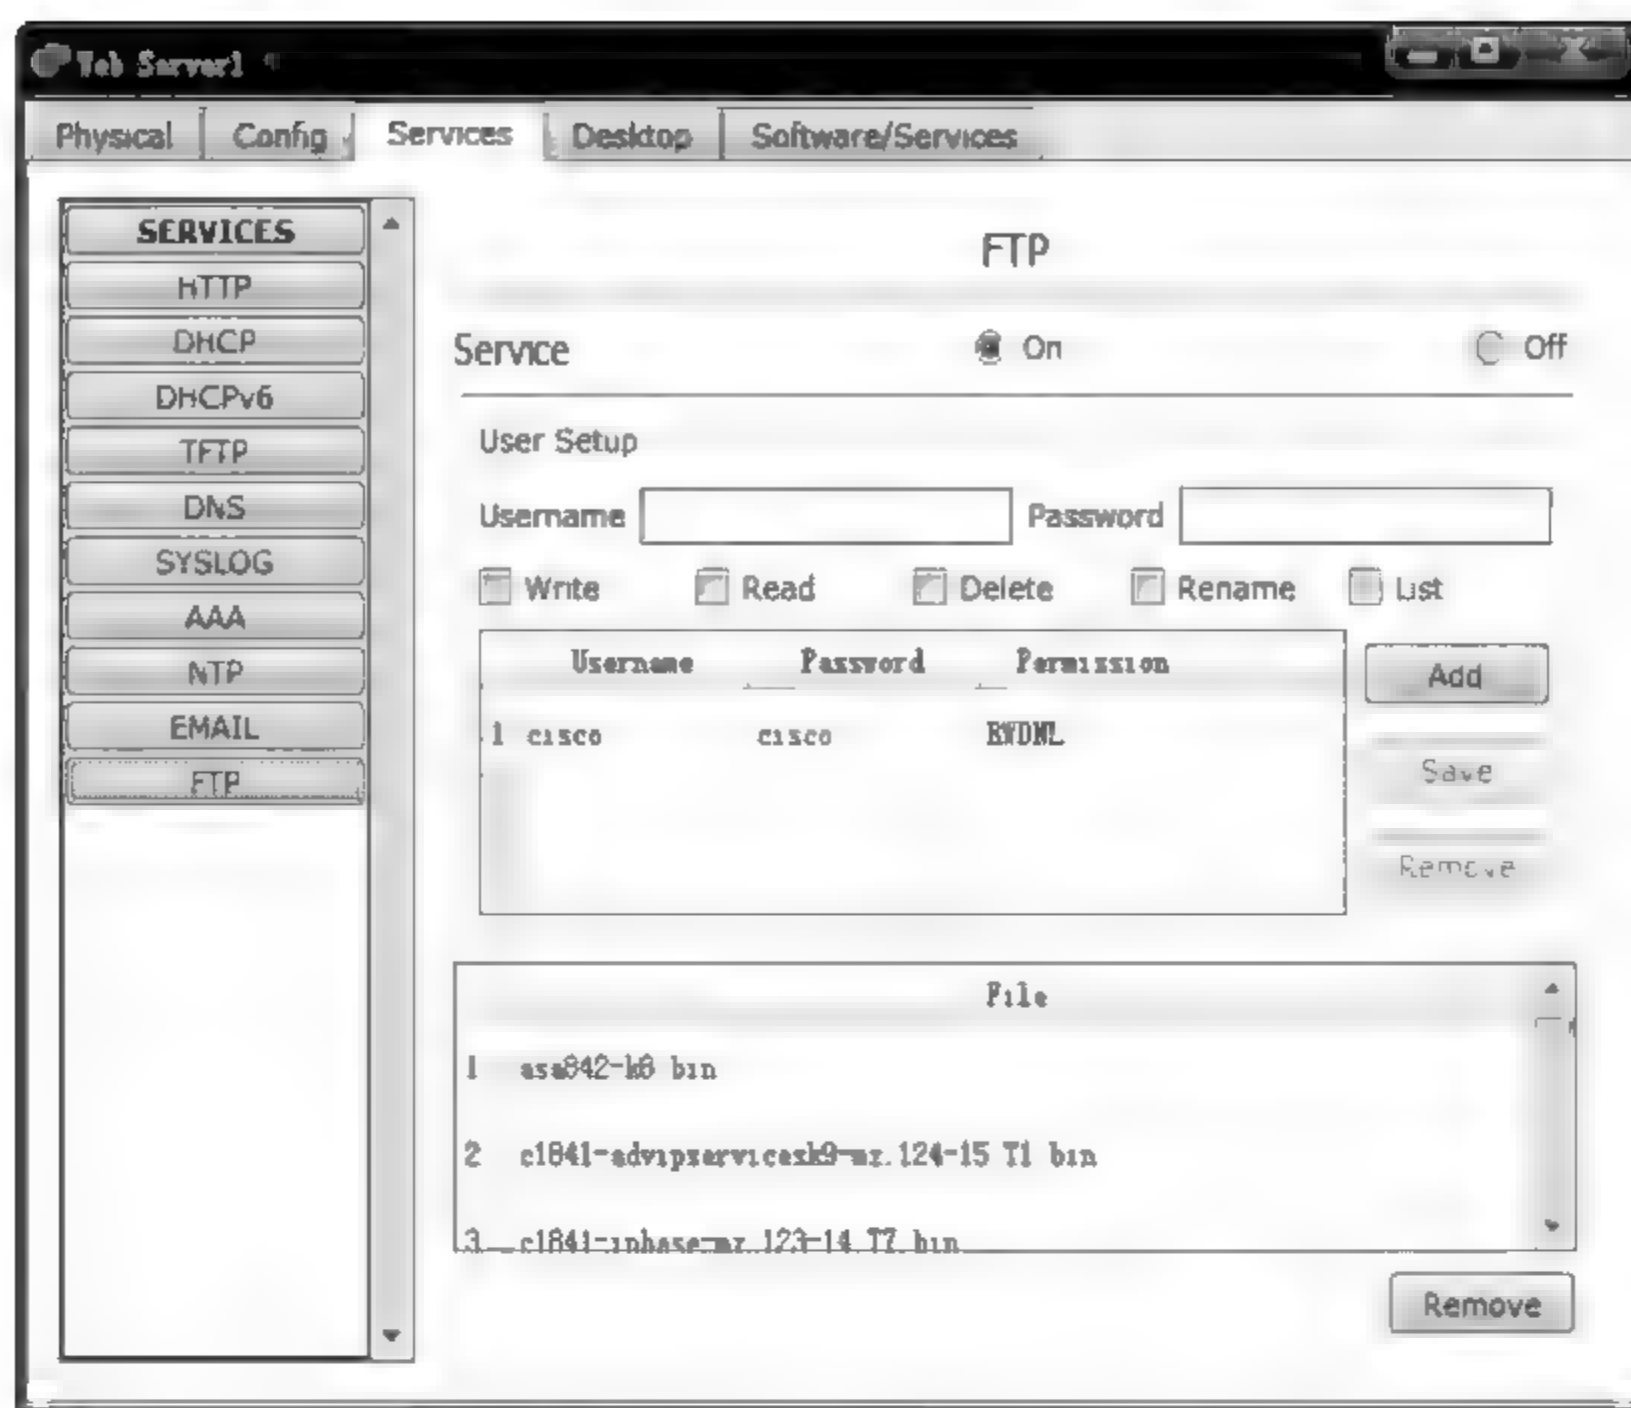 Web Server1
Physical Config Services Desktop Software/Services
SERVICES
HTTP
DHCP
DHCPv6
TFTP
DNS
SYSLOG
AAA
NTP
EMAIL
FTP
FTP
Service On Off
User Setup
Username Password
Write Read Delete Rename List
Username Password Permission
1 cisco cisco RWDNL
Add
Save
Remove
File
1 asa842-k8.bin
2 c1841-advipservicesk9-mz.124-15.T1.bin
3 c1841-ipbase-mz.123-14.T7.bin
Remove